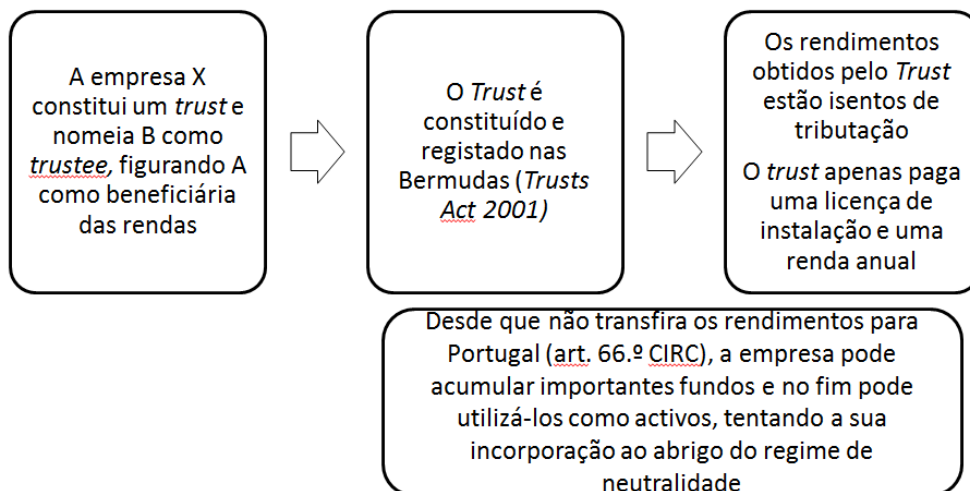 A empresa X
constitui um trust e
nomeia B como
trustee, figurando A
como beneficiária
das rendas
O Trust é
constituído e
registado nas
Bermudas (Trusts
Act 2001)
Os rendimentos
obtidos pelo Trust
estão isentos de
tributação
O trust apenas paga
uma licença de
instalação e uma
renda anual
Desde que não transfira os rendimentos para
Portugal (art. 66.º CIRC), a empresa pode
acumular importantes fundos e no fim pode
utilizá-los como activos, tentando a sua
incorporação ao abrigo do regime de
neutralidade